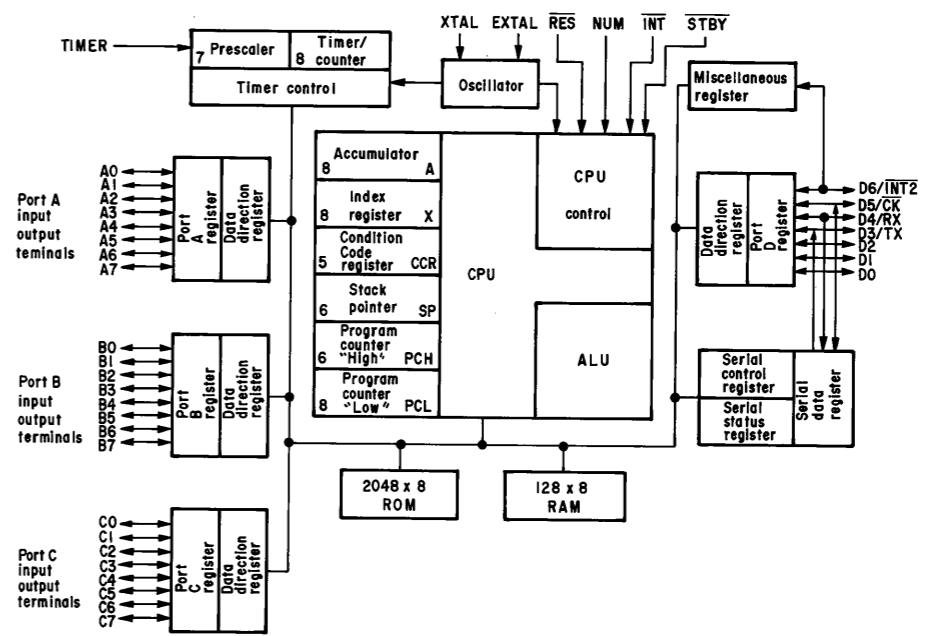 XTAL EXTAL RES NUM INT STBY
TIMER
7 Prescaler
8 Timer/
counter
Timer control
Oscillator
Miscellaneous
register
Port A
input
output
teminals
A0
A1
A2
A3
A4
A5
A6
A7
Port
A
register
Data
direction
register
Accumulator
8 A
Index
8 register X
Condition
Code
5 register CCR
Stack
6 pointer SP
Program
counter
6 "High" PCH
Program
counter
8 "Low" PCL
CPU
CPU
control
ALU
Data
direction
register
Port
D
register
D6/INT2
D5/CK
D4/RX
D3/TX
D2
D1
D0
Port B
input
output
terminals
B0
B1
B2
B3
B4
B5
B6
B7
Port
B
register
Data
direction
register
Serial
control
register
Serial
status
register
Serial
data
register
2048 x 8
ROM
128 x 8
RAM
Port C
input
output
terminals
C0
C1
C2
C3
C4
C5
C6
C7
Port
C
register
Data
direction
register